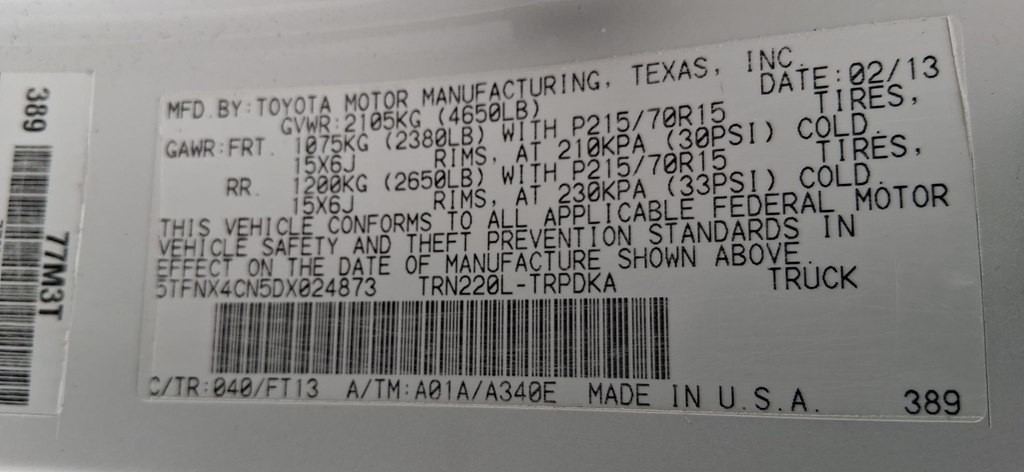 389
77M3T
MFD.BY:TOYOTA MOTOR MANUFACTURING, TEXAS, INC.
DATE:02/13
GVWR:2105KG (4650LB)
GAWR:FRT. 1075KG (2380LB) WITH P215/70R15 TIRES,
15X6J RIMS, AT 210KPA (30PSI) COLD.
RR. 1200KG (2650LB) WITH P215/70R15 TIRES,
15X6J RIMS, AT 230KPA (33PSI) COLD.
THIS VEHICLE CONFORMS TO ALL APPLICABLE FEDERAL MOTOR
VEHICLE SAFETY AND THEFT PREVENTION STANDARDS IN
EFFECT ON THE DATE OF MANUFACTURE SHOWN ABOVE.
5TFNX4CN5DX024873 TRN220L-TRPDKA TRUCK
C/TR:040/FT13 A/TM:A01A/A340E MADE IN U.S.A. 389